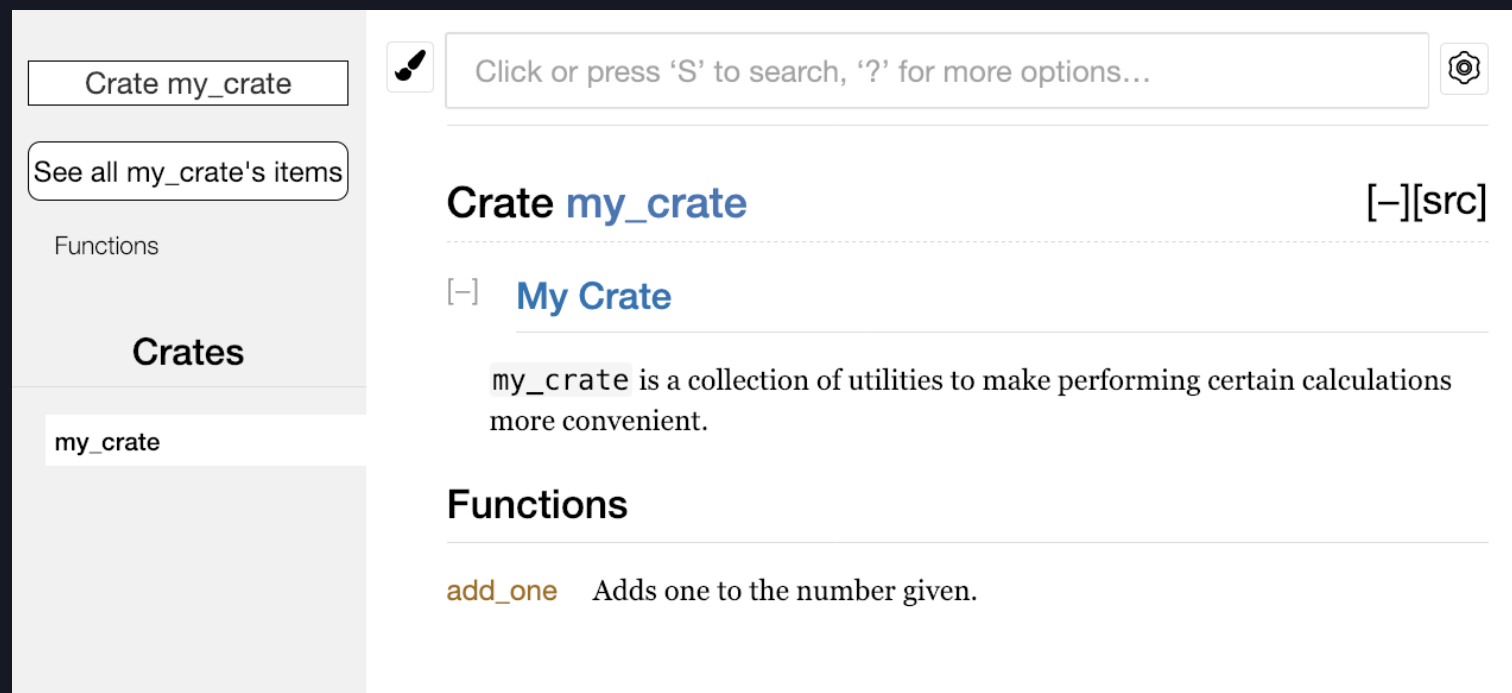 Crate my_crate
See all my_crate's items
Functions
Crates
my_crate
Click or press ‘S’ to search, ‘?’ for more options…
Crate my_crate
[−][src]
[−]
My Crate
my_crate is a collection of utilities to make performing certain calculations
more convenient.
Functions
add_one Adds one to the number given.